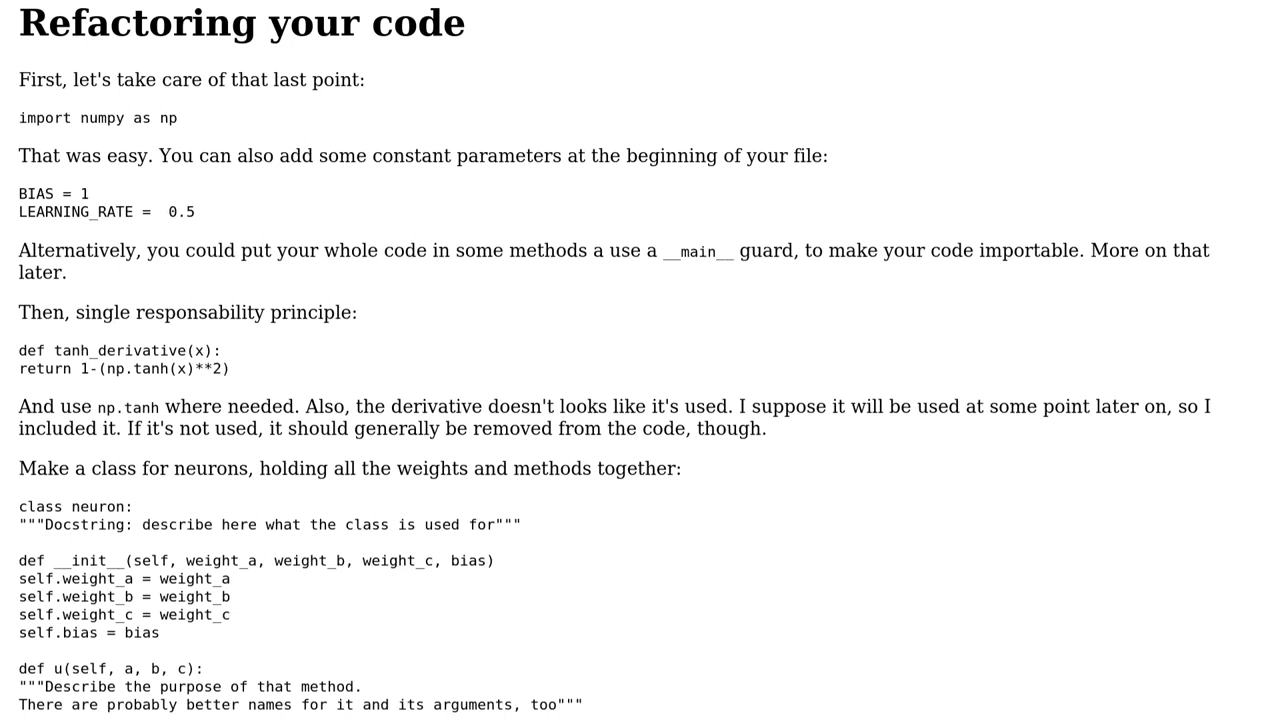 Refactoring your code
First, let's take care of that last point:
import numpy as np
That was easy. You can also add some constant parameters at the beginning of your file:
BIAS = 1
LEARNING_RATE =  0.5
Alternatively, you could put your whole code in some methods a use a __main__ guard, to make your code importable. More on that
later.
Then, single responsability principle:
def tanh_derivative(x):
return 1-(np.tanh(x)**2)
And use np.tanh where needed. Also, the derivative doesn't looks like it's used. I suppose it will be used at some point later on, so I
included it. If it's not used, it should generally be removed from the code, though.
Make a class for neurons, holding all the weights and methods together:
class neuron:
"""Docstring: describe here what the class is used for"""
def __init__(self, weight_a, weight_b, weight_c, bias)
self.weight_a = weight_a
self.weight_b = weight_b
self.weight_c = weight_c
self.bias = bias
def u(self, a, b, c):
"""Describe the purpose of that method.
There are probably better names for it and its arguments, too"""